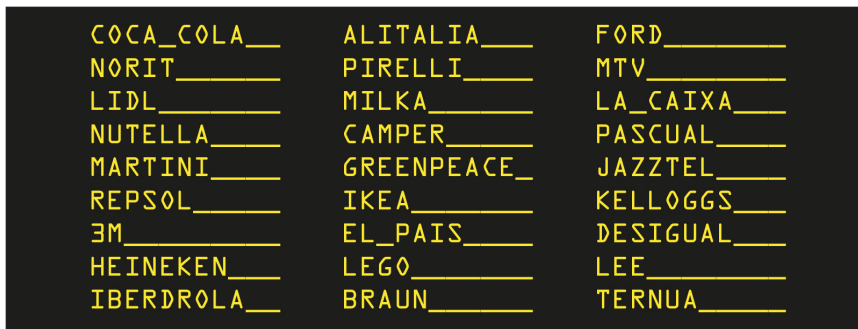 COCA_COLA__ ALITALIA___ FORD_______
NORIT______ PIRELLI____ MTV________
LIDL_______ MILKA______ LA_CAIXA___
NUTELLA____ CAMPER_____ PASCUAL____
MARTINI____ GREENPEACE_ JAZZTEL____
REPSOL_____ IKEA_______ KELLOGGS___
3M_________ EL_PAIS____ DESIGUAL___
HEINEKEN___ LEGO_______ LEE________
IBERDROLA__ BRAUN______ TERNUA_____